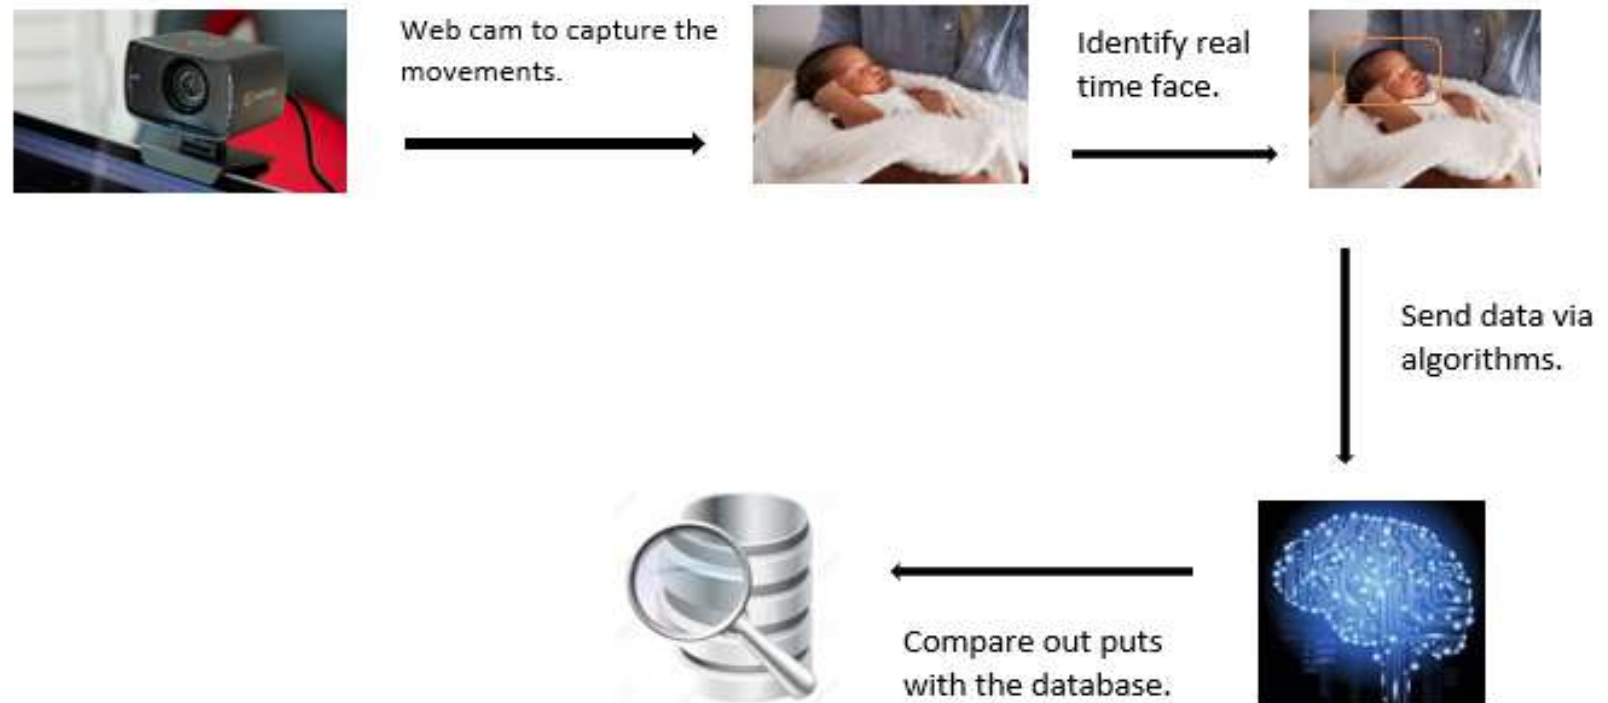 Web cam to capture the
movements.
Identify real
time face.
Send data via
algorithms.
Compare out puts
with the database.